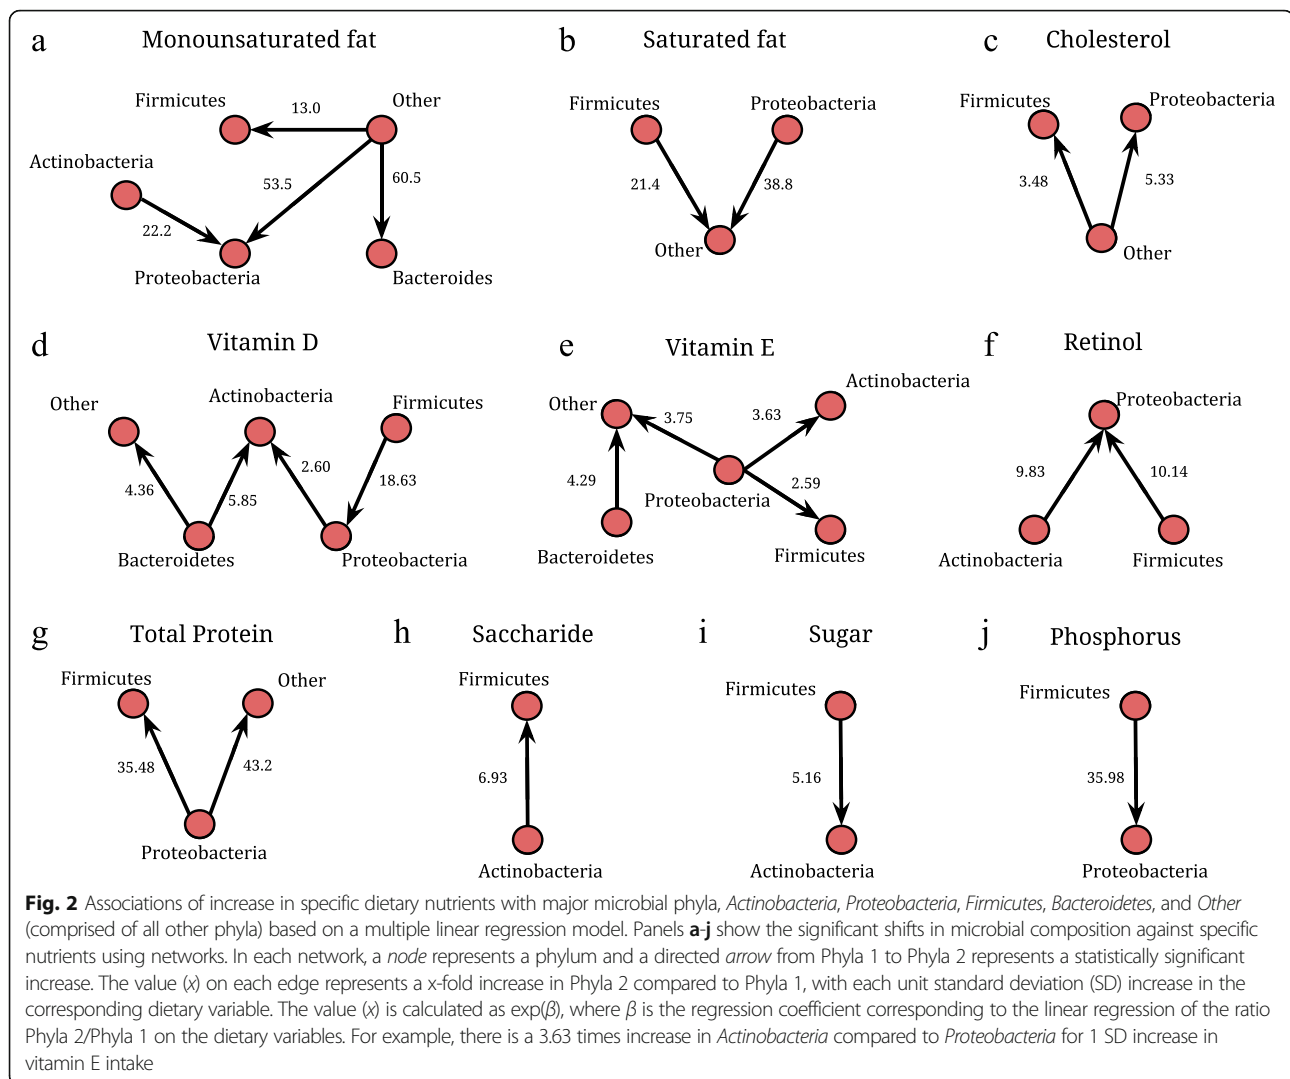 a Monounsaturated fat
Firmicutes
13.0
Other
Actinobacteria
53.5
60.5
22.2
Proteobacteria
Bacteroides
b Saturated fat
Firmicutes
Proteobacteria
21.4
38.8
Other
c Cholesterol
Firmicutes
Proteobacteria
3.48
5.33
Other
d Vitamin D
Other
Actinobacteria
Firmicutes
4.36
5.85
2.60
18.63
Bacteroidetes
Proteobacteria
e Vitamin E
Other
Actinobacteria
3.75
3.63
4.29
Proteobacteria
2.59
Bacteroidetes
Firmicutes
f Retinol
Proteobacteria
9.83
10.14
Actinobacteria
Firmicutes
g Total Protein
Firmicutes
Other
35.48
43.2
Proteobacteria
h Saccharide
Firmicutes
6.93
Actinobacteria
i Sugar
Firmicutes
5.16
Actinobacteria
j Phosphorus
Firmicutes
35.98
Proteobacteria
Fig. 2 Associations of increase in specific dietary nutrients with major microbial phyla, Actinobacteria, Proteobacteria, Firmicutes, Bacteroidetes, and Other
(comprised of all other phyla) based on a multiple linear regression model. Panels a-j show the significant shifts in microbial composition against specific
nutrients using networks. In each network, a node represents a phylum and a directed arrow from Phyla 1 to Phyla 2 represents a statistically significant
increase. The value (x) on each edge represents a x-fold increase in Phyla 2 compared to Phyla 1, with each unit standard deviation (SD) increase in the
corresponding dietary variable. The value (x) is calculated as exp(β), where β is the regression coefficient corresponding to the linear regression of the ratio
Phyla 2/Phyla 1 on the dietary variables. For example, there is a 3.63 times increase in Actinobacteria compared to Proteobacteria for 1 SD increase in
vitamin E intake